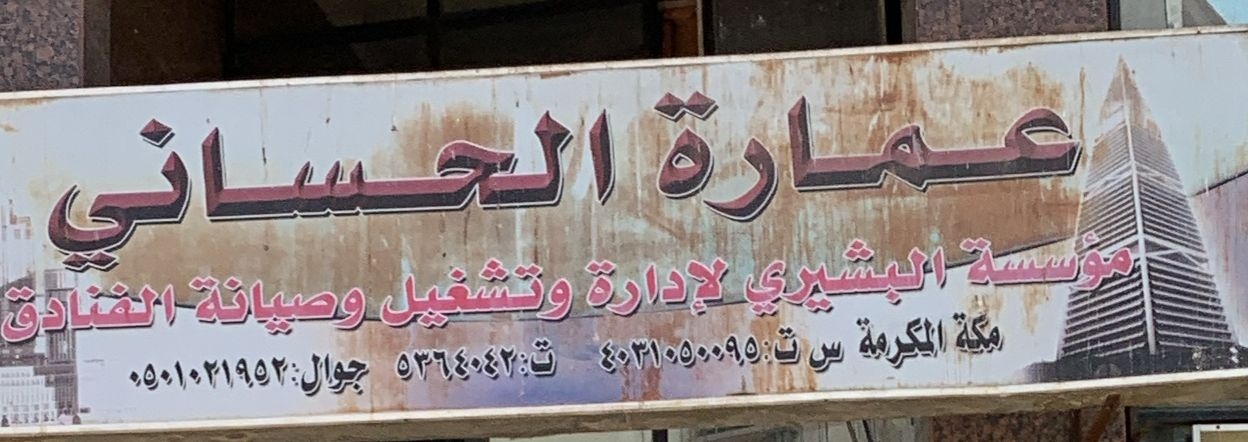 عمارة الحساني
مؤسسة البشيري لإدارة وتشغيل وصيانة الفنادق
مكة المكرمة س ت: ٤٠٣١٠٥٠٠٩٥ ت: ٥٣٦٤٠٤٢ جوال: ٠٥٠١٠٢١٩٥٢